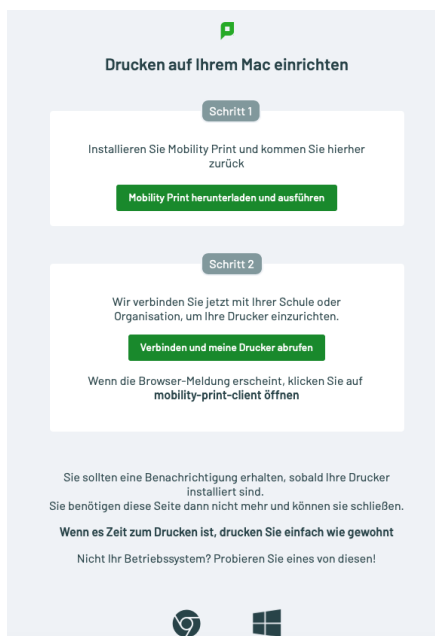 Drucken auf Ihrem Mac einrichten
Schritt 1
Installieren Sie Mobility Print und kommen Sie hierher
zurück
Mobility Print herunterladen und ausführen
Schritt 2
Wir verbinden Sie jetzt mit Ihrer Schule oder
Organisation, um Ihre Drucker einzurichten.
Verbinden und meine Drucker abrufen
Wenn die Browser-Meldung erscheint, klicken Sie auf
mobility-print-client öffnen
Sie sollten eine Benachrichtigung erhalten, sobald Ihre Drucker
installiert sind.
Sie benötigen diese Seite dann nicht mehr und können sie schließen.
Wenn es Zeit zum Drucken ist, drucken Sie einfach wie gewohnt
Nicht Ihr Betriebssystem? Probieren Sie eines von diesen!